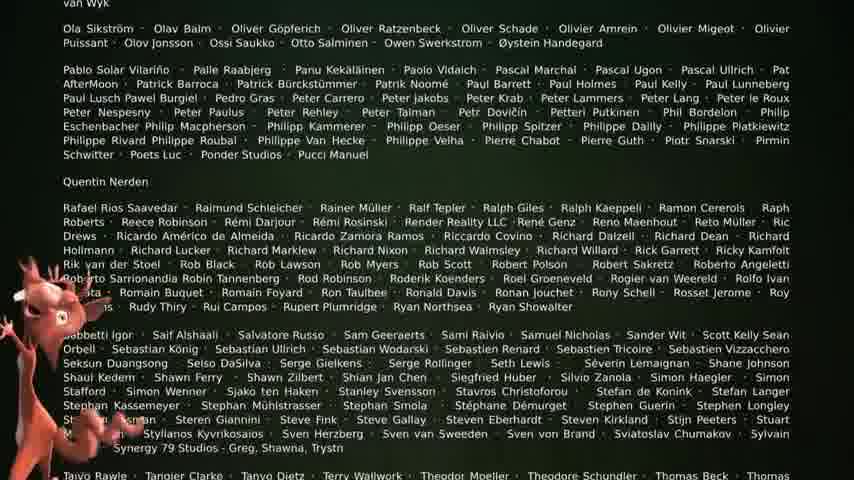 van Wyk
Ola Sikström · Olav Balm · Oliver Göpferich · Oliver Ratzenbeck · Oliver Schade · Olivier Amrein · Olivier Migeot · Olivier
Puissant · Olov Jonsson · Ossi Saukko · Otto Salminen · Owen Swerkstrom · Øystein Handegard
Pablo Solar Vilariño · Palle Raabjerg · Panu Kekäläinen · Paolo Vidaich · Pascal Marchal · Pascal Ugon · Pascal Ullrich · Pat
AfterMoon · Patrick Barroca · Patrick Bürckstümmer · Patrik Noomé · Paul Barrett · Paul Holmes · Paul Kelly · Paul Lunneberg
Paul Lusch Pawel Burgiel · Pedro Gras · Peter Carrero · Peter jakobs · Peter Krab · Peter Lammers · Peter Lang · Peter le Roux
Peter Nespesny · Peter Paulus · Peter Rehley · Peter Talman · Petr Dovičín · Petteri Putkinen · Phil Bordelon · Philip
Eschenbacher Philip Macpherson · Philipp Kammerer · Philipp Oeser · Philipp Spitzer · Philippe Dailly · Philippe Platkiewitz
Philippe Rivard Philippe Roubal · Philippe Van Hecke · Philippe Velha · Pierre Chabot · Pierre Guth · Piotr Snarski · Pirmin
Schwitter · Poets Luc · Ponder Studios · Pucci Manuel
Quentin Nerden
Rafael Rios Saavedar · Raimund Schleicher · Rainer Müller · Ralf Tepler · Ralph Giles · Ralph Kaeppeli · Ramon Cererols · Raph
Roberts · Reece Robinson · Rémi Darjour · Rémi Rosinski · Render Reality LLC · René Genz · Reno Maenhout · Reto Müller · Ric
Drews · Ricardo Américo de Almeida · Ricardo Zamora Ramos · Riccardo Covino · Richard Dalzell · Richard Dean · Richard
Hollmann · Richard Lucker · Richard Marklew · Richard Nixon · Richard Walmsley · Richard Willard · Rick Garrett · Ricky Kamfolt
Rik van der Stoel · Rob Black · Rob Lawson · Rob Myers · Rob Scott · Robert Polson · Robert Sakretz · Roberto Angeletti
Roberto Sarrionandia Robin Tannenberg · Rod Robinson · Roderik Koenders · Roel Groeneveld · Rogier van Weereld · Rolfo Ivan
· Romain Buquet · Romain Foyard · Ron Taulbee · Ronald Davis · Ronan Jouchet · Rony Schell · Rosset Jerome · Roy
· Rudy Thiry · Rui Campos · Rupert Plumridge · Ryan Northsea · Ryan Showalter
Igor · Saif Alshaali · Salvatore Russo · Sam Geeraerts · Sami Raivio · Samuel Nicholas · Sander Wit · Scott Kelly Sean
Orbell · Sebastian König · Sebastian Ullrich · Sebastian Wodarski · Sebastien Renard · Sebastien Tricoire · Sebastien Vizzacchero
Seksun Duangsong · Selso DaSilva · Serge Gielkens · Serge Rollinger · Seth Lewis · Séverin Lemaignan · Shane Johnson
Shaul Kedem · Shawn Ferry · Shawn Zilbert · Shian Jan Chen · Siegfried Huber · Silvio Zanola · Simon Haegler · Simon
Stafford · Simon Wenner · Sjako ten Haken · Stanley Svensson · Stavros Christoforou · Stefan de Konink · Stefan Langer
Stephan Kassemeyer · Stephan Mühlstrasser · Stephan Smola · Stéphane Démurget · Stephen Guerin · Stephen Longley
· Steren Giannini · Steve Fink · Steve Gallay · Steven Eberhardt · Steven Kirkland · Stijn Peeters · Stuart
· Stylianos Kyvrikosaios · Sven Herzberg · Sven van Sweeden · Sven von Brand · Sviatoslav Chumakov · Sylvain
Synergy 79 Studios - Greg, Shawna, Trystn
Taivo Rawle · Tangier Clarke · Tanyo Dietz · Terry Wallwork · Theodor Moeller · Theodore Schundler · Thomas Beck · Thomas